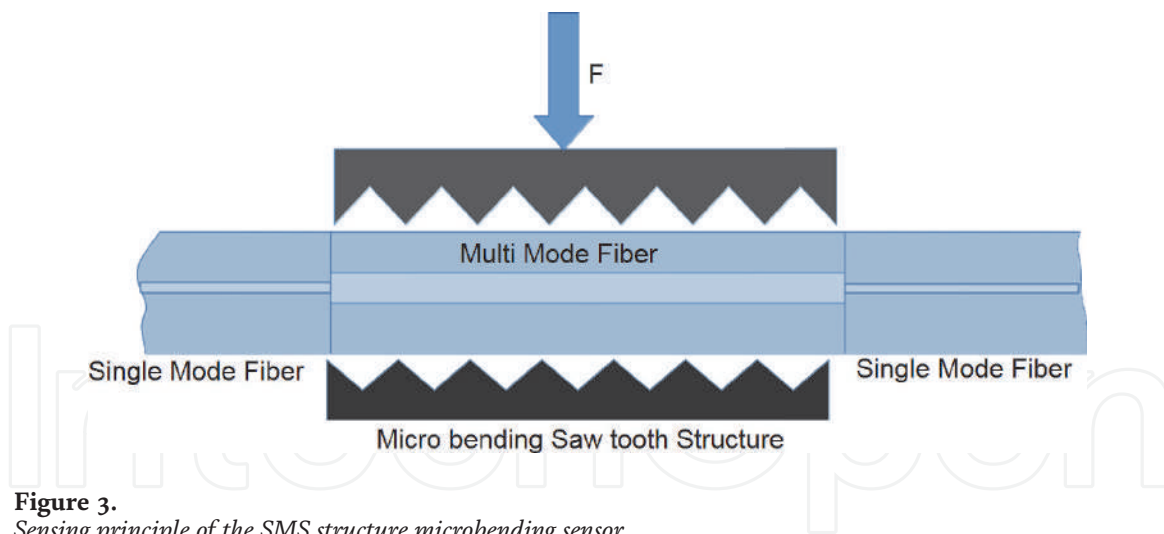 F
Multi Mode Fiber
Single Mode Fiber
Single Mode Fiber
Micro bending Saw tooth Structure
Figure 3.
Sensing principle of the SMS structure microbending sensor